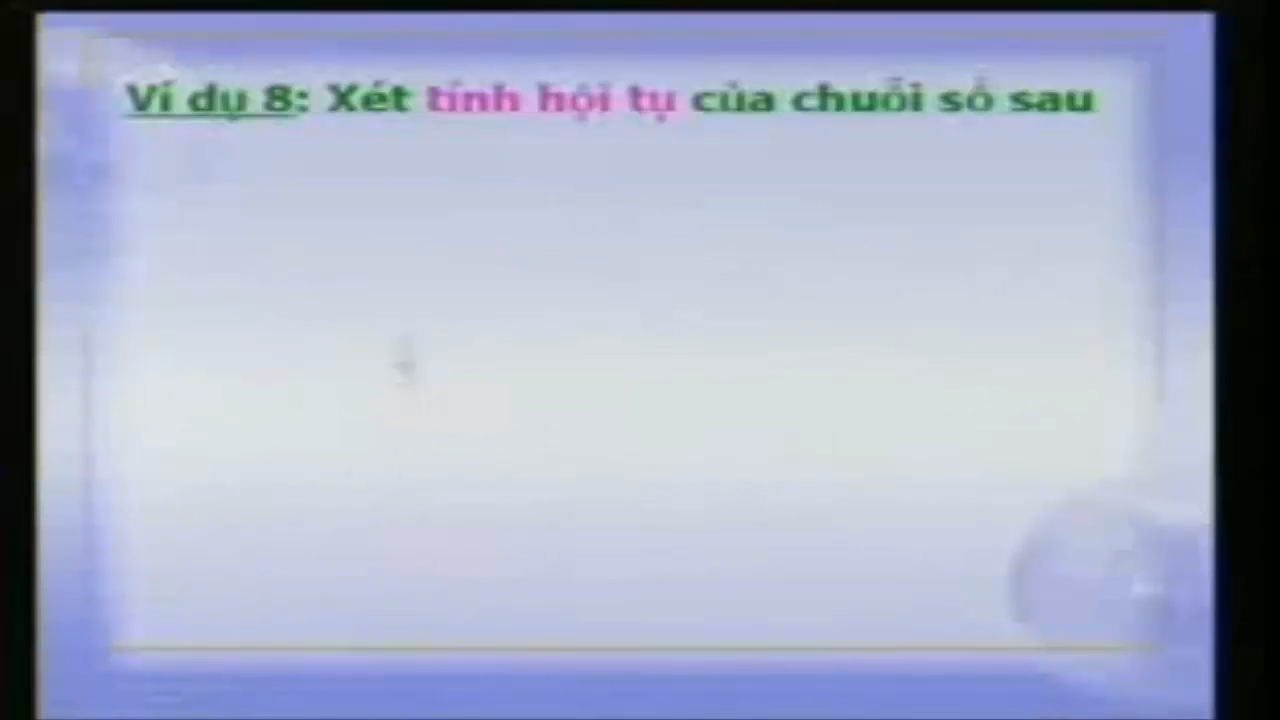 Ví dụ 8: Xét tính hội tụ của chuỗi số sau